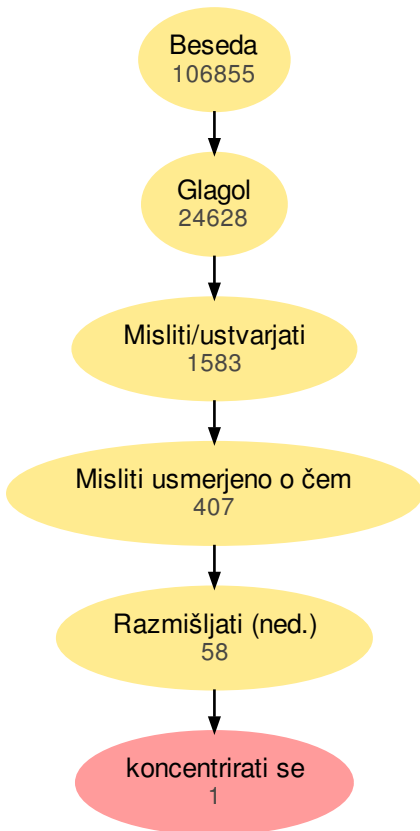 Beseda
106855
Glagol
24628
Misliti/ustvarjati
1583
Misliti usmerjeno o čem
407
Razmišljati (ned.)
58
koncentrirati se
1